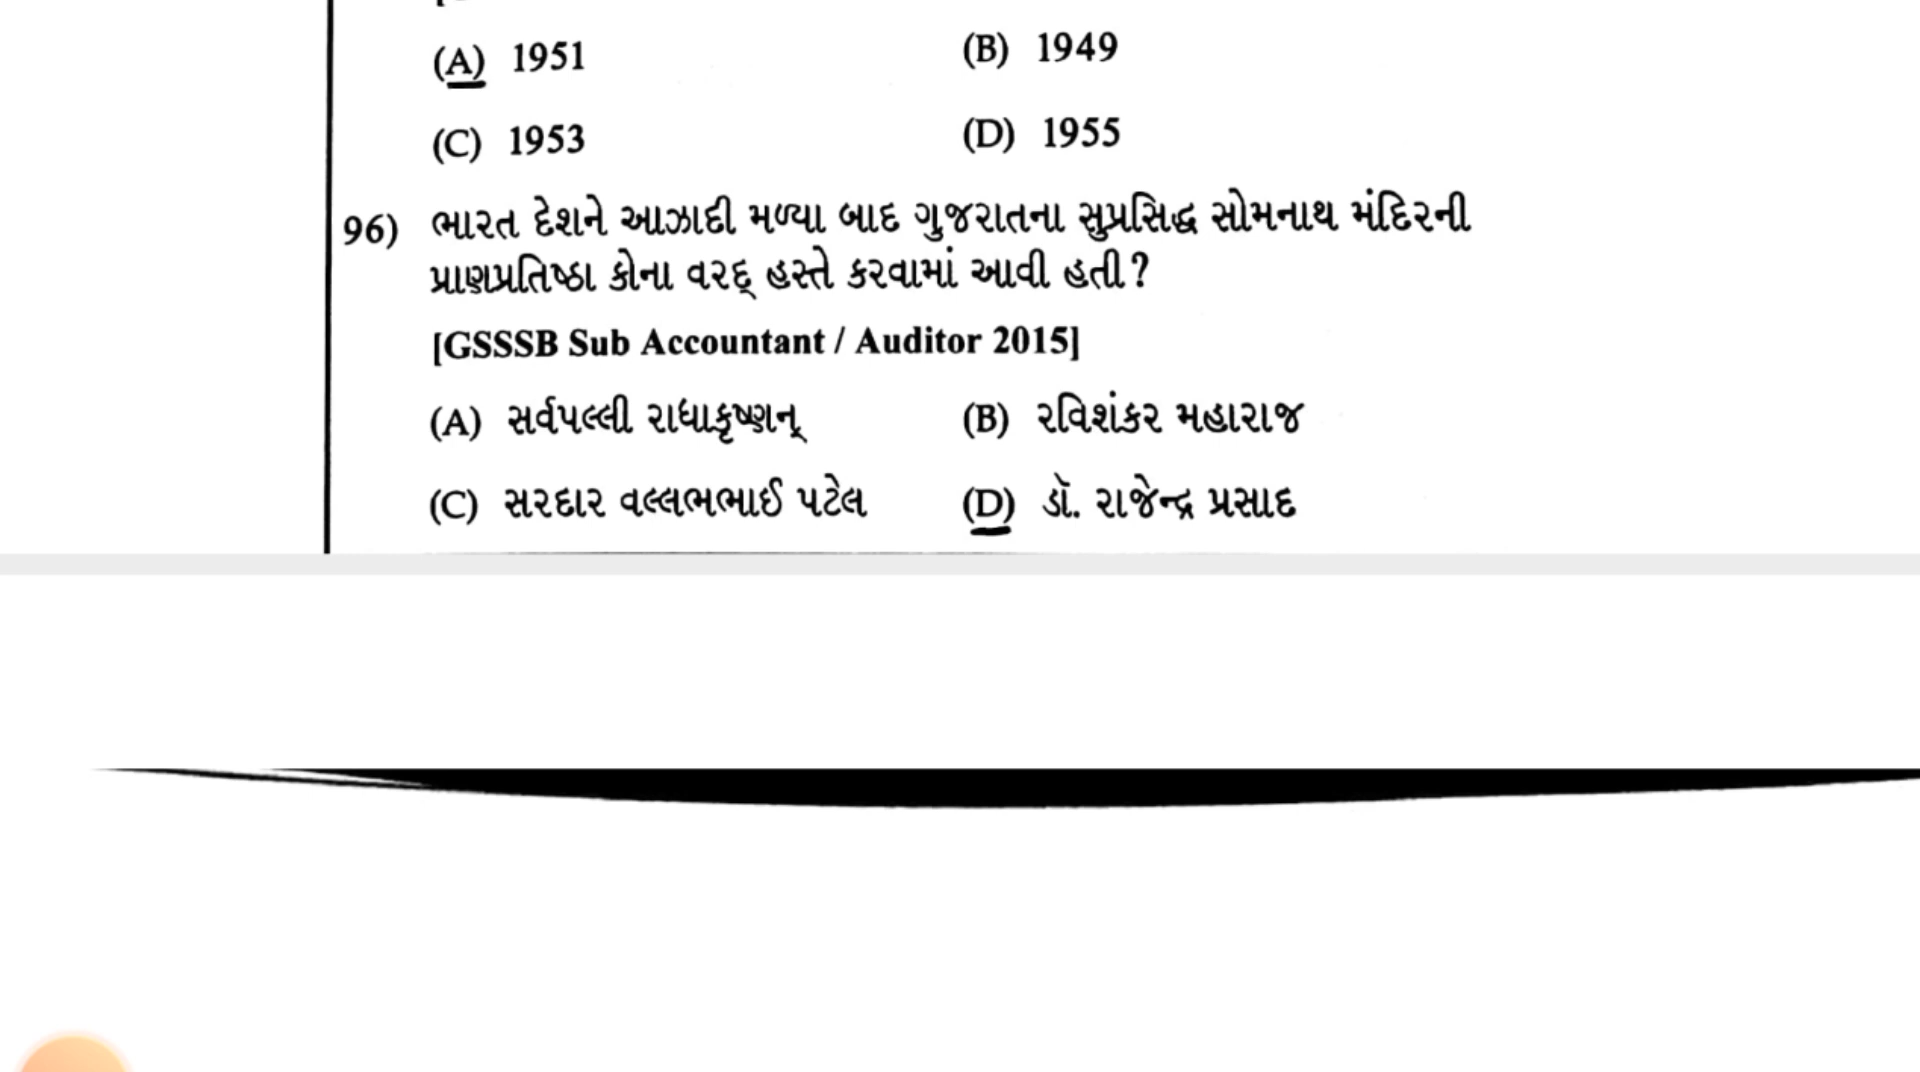 (A) 1951
(B) 1949
(C) 1953
(D) 1955
96) ભારત દેશને આઝાદી મળ્યા બાદ ગુજરાતના સુપ્રસિદ્ધ સોમનાથ મંદિરની
પ્રાણપ્રતિષ્ઠા કોના વરદ્ હસ્તે કરવામાં આવી હતી?
[GSSSB Sub Accountant / Auditor 2015]
(A) સર્વપલ્લી રાધાકૃષ્ણન્
(B) રવિશંકર મહારાજ
(C) સરદાર વલ્લભભાઈ પટેલ
(D) ડૉ. રાજેન્દ્ર પ્રસાદ